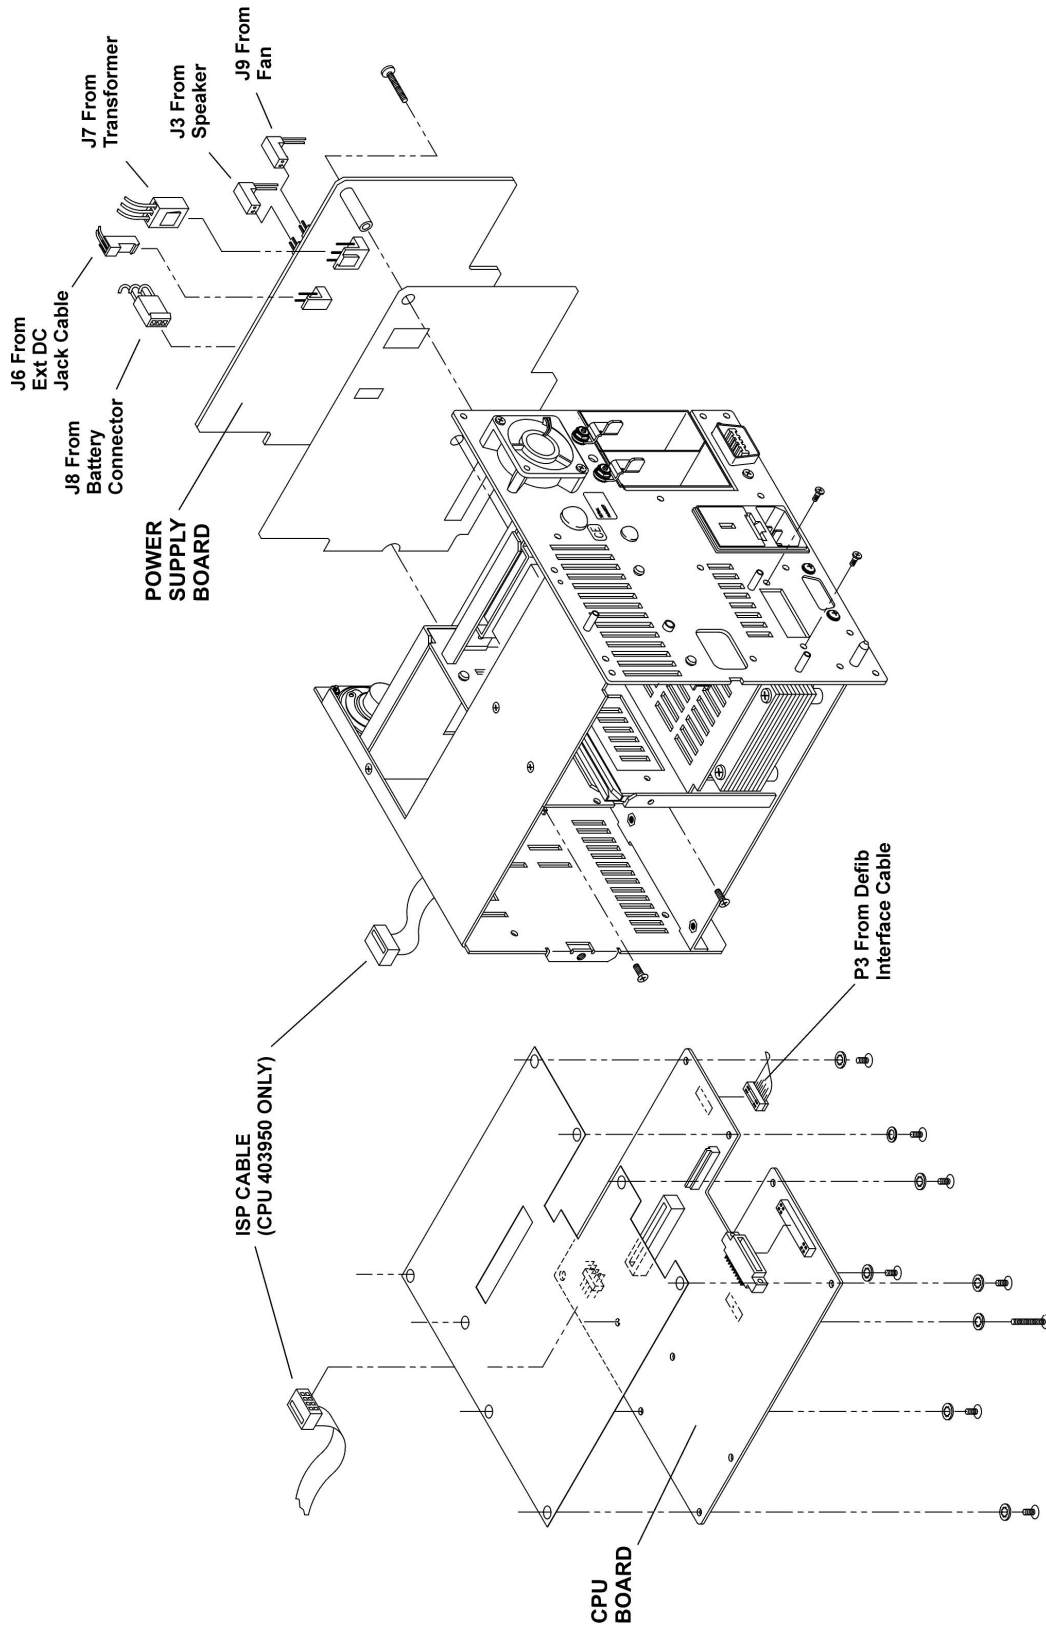 J6 From
Ext DC
Jack Cable
J8 From
Battery
Connector
J7 From
Transformer
J3 From
Speaker
J9 From
Fan
POWER
SUPPLY
BOARD
ISP CABLE
(CPU 403950 ONLY)
P3 From Defib
Interface Cable
CPU
BOARD
CE